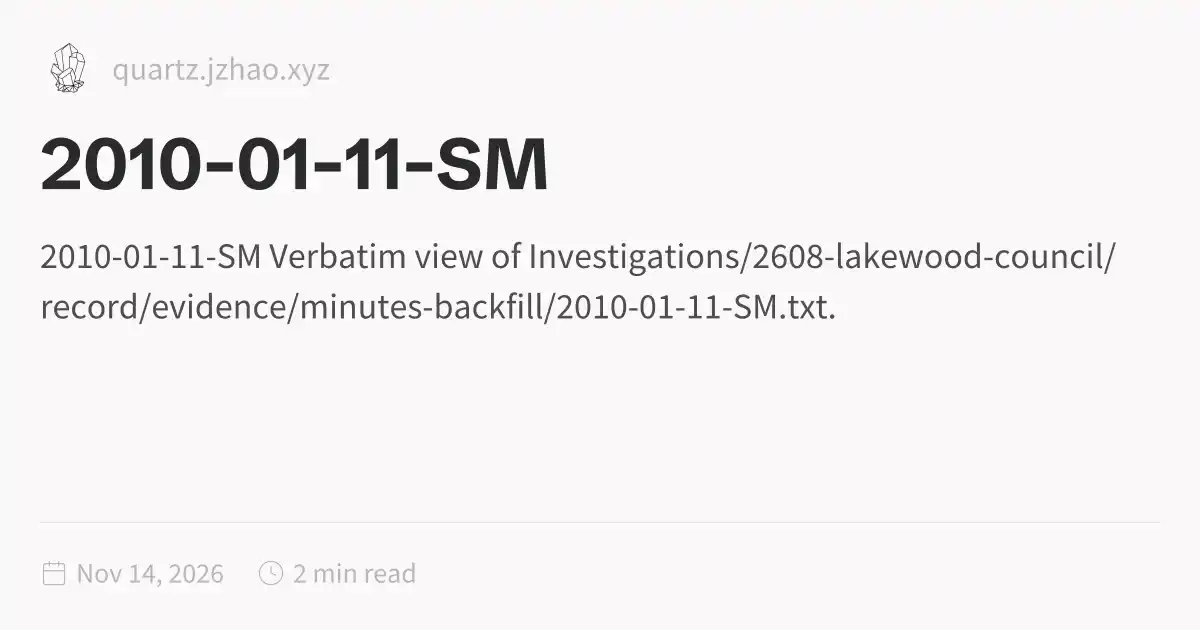 quartz.jzhao.xyz
2010-01-11-SM
2010-01-11-SM Verbatim view of Investigations/2608-lakewood-council/
record/evidence/minutes-backfill/2010-01-11-SM.txt.
Nov 14, 2026 2 min read